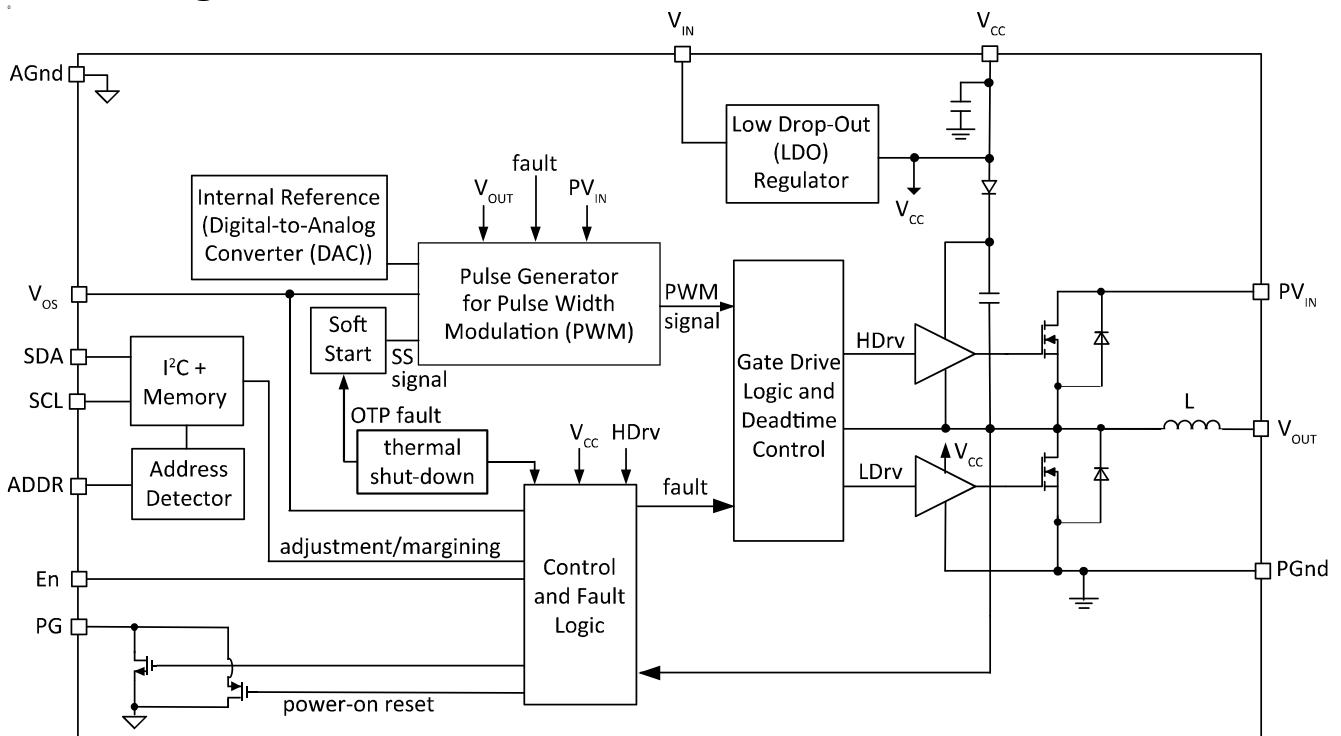 V_IN
V_CC
AGnd
Low Drop-Out
(LDO)
Regulator
V_CC
fault
V_OUT
PV_IN
Internal Reference
(Digital-to-Analog
Converter (DAC))
Pulse Generator
for Pulse Width
Modulation (PWM)
V_OS
PWM
signal
PV_IN
Soft
Start
SS
signal
SDA
SCL
I²C +
Memory
HDrv
Gate Drive
Logic and
Deadtime
Control
L
V_OUT
OTP fault
thermal
shut-down
V_CC
HDrv
V_CC
LDrv
ADDR
Address
Detector
fault
adjustment/margining
En
Control
and Fault
Logic
PGnd
PG
power-on reset